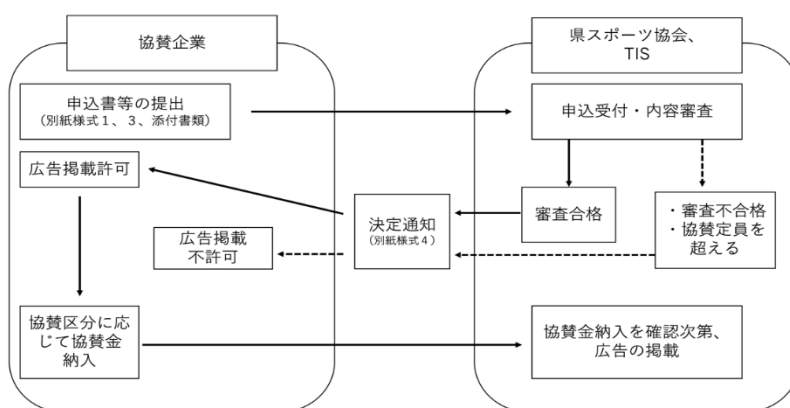 協賛企業
県スポーツ協会、
TIS
申込書等の提出
（別紙様式１、３、添付書類）
申込受付・内容審査
広告掲載許可
決定通知
（別紙様式４）
審査合格
・審査不合格
・協賛定員を
超える
広告掲載
不許可
協賛区分に応
じて協賛金
納入
協賛金納入を確認次第、
広告の掲載